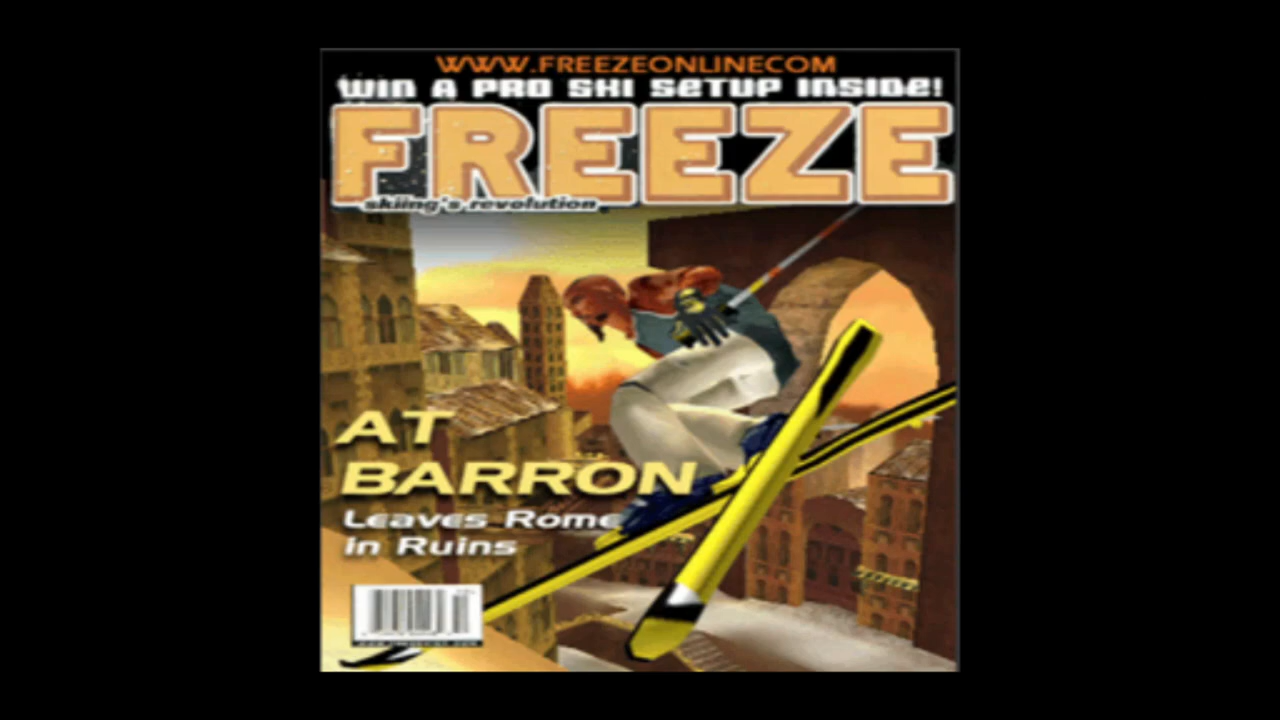 WWW.FREEZEONLINECOM
WIN A PRO SKI SETUP INSIDE!
FREEZE
skiing's revolution
AT
BARRON
Leaves Rome
in Ruins